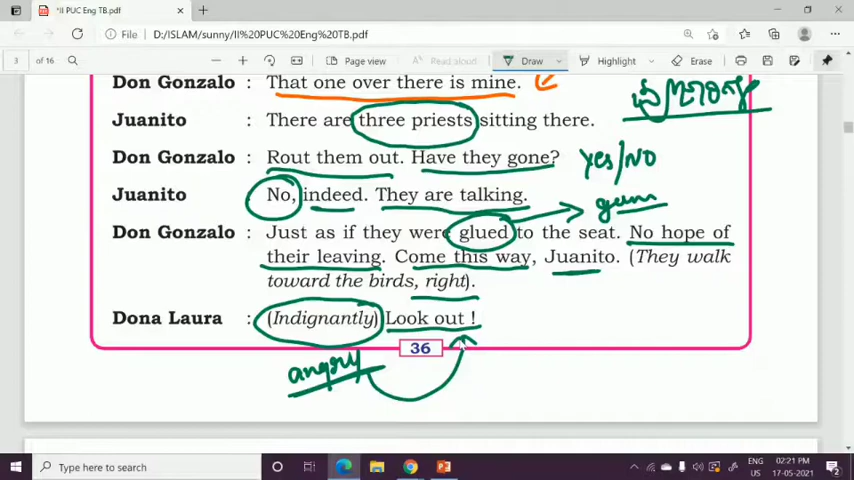 *II PUC Eng TB.pdf
File
D:/ISLAM/sunny/II%20PUC%20Eng%20TB.pdf
3 of 16
Page view
Read aloud
Draw
Highlight
Erase
Don Gonzalo : That one over there is mine.
Juanito : There are three priests sitting there.
Don Gonzalo : Rout them out. Have they gone? Yes/No
Juanito : No, indeed. They are talking.
gum
Don Gonzalo : Just as if they were glued to the seat. No hope of
their leaving. Come this way, Juanito. (They walk
toward the birds, right).
Dona Laura : (Indignantly) Look out !
36
angry
Type here to search
ENG 02:21 PM
US 17-05-2021
2